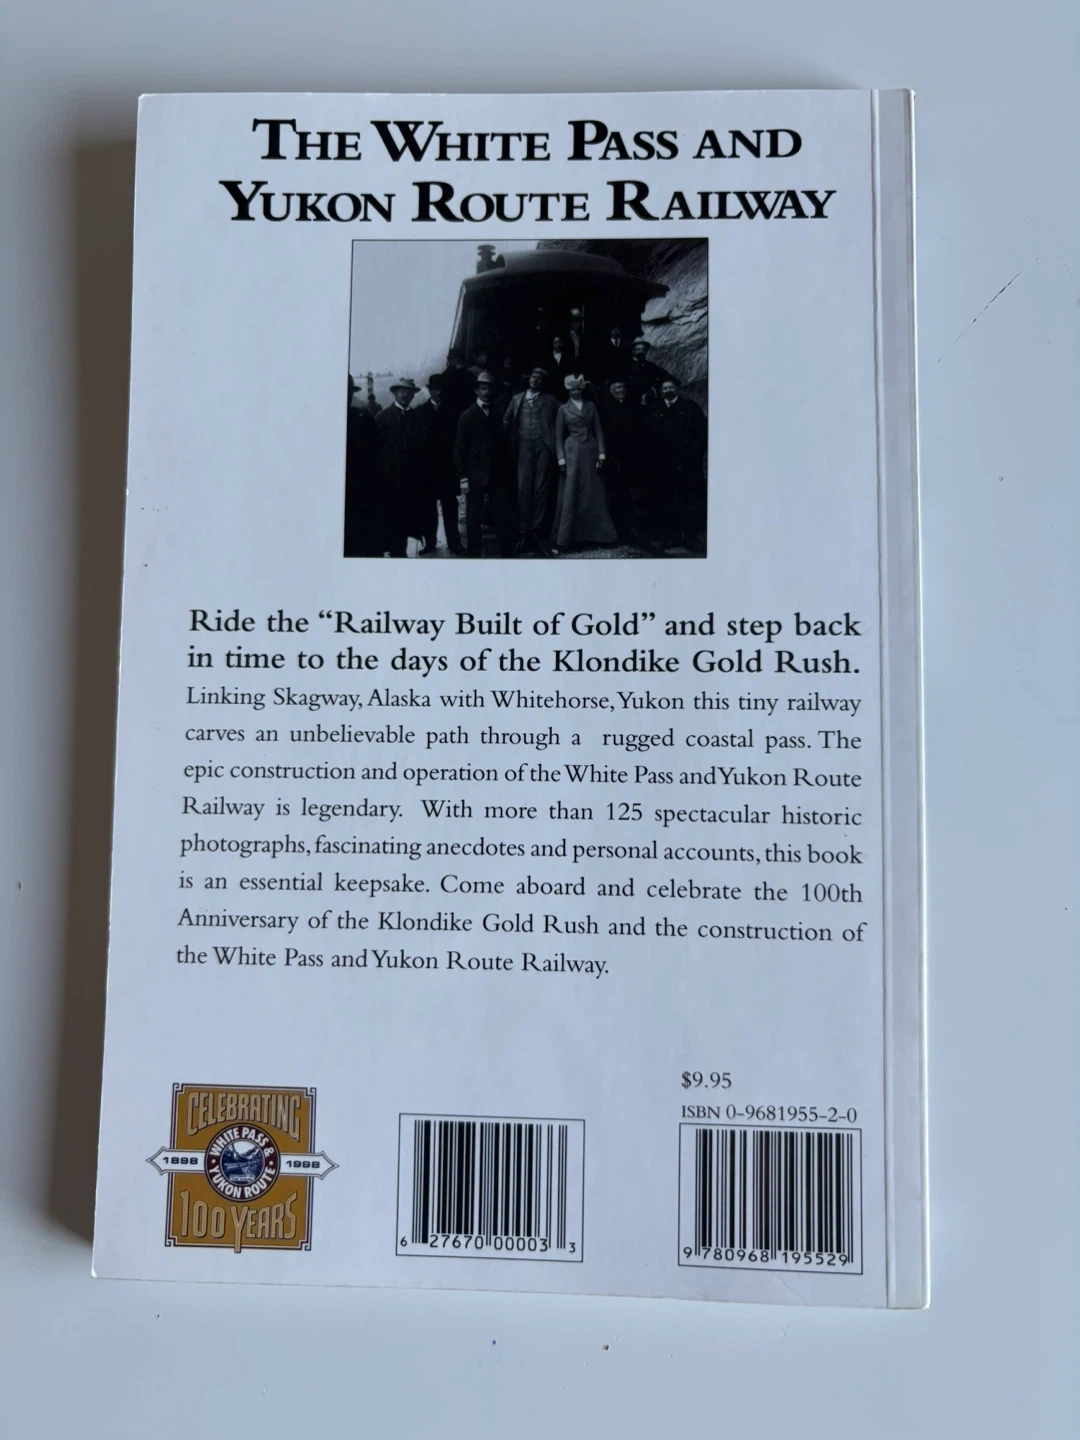 THE WHITE PASS AND
YUKON ROUTE RAILWAY
Ride the “Railway Built of Gold” and step back
in time to the days of the Klondike Gold Rush.
Linking Skagway, Alaska with Whitehorse, Yukon this tiny railway
carves an unbelievable path through a rugged coastal pass. The
epic construction and operation of the White Pass and Yukon Route
Railway is legendary. With more than 125 spectacular historic
photographs, fascinating anecdotes and personal accounts, this book
is an essential keepsake. Come aboard and celebrate the 100th
Anniversary of the Klondike Gold Rush and the construction of
the White Pass and Yukon Route Railway.
CELEBRATING
WHITE PASS &
1898 1998
YUKON ROUTE
100 YEARS
6 27670 00003 3
$9.95
ISBN 0-9681955-2-0
9 780968 195529